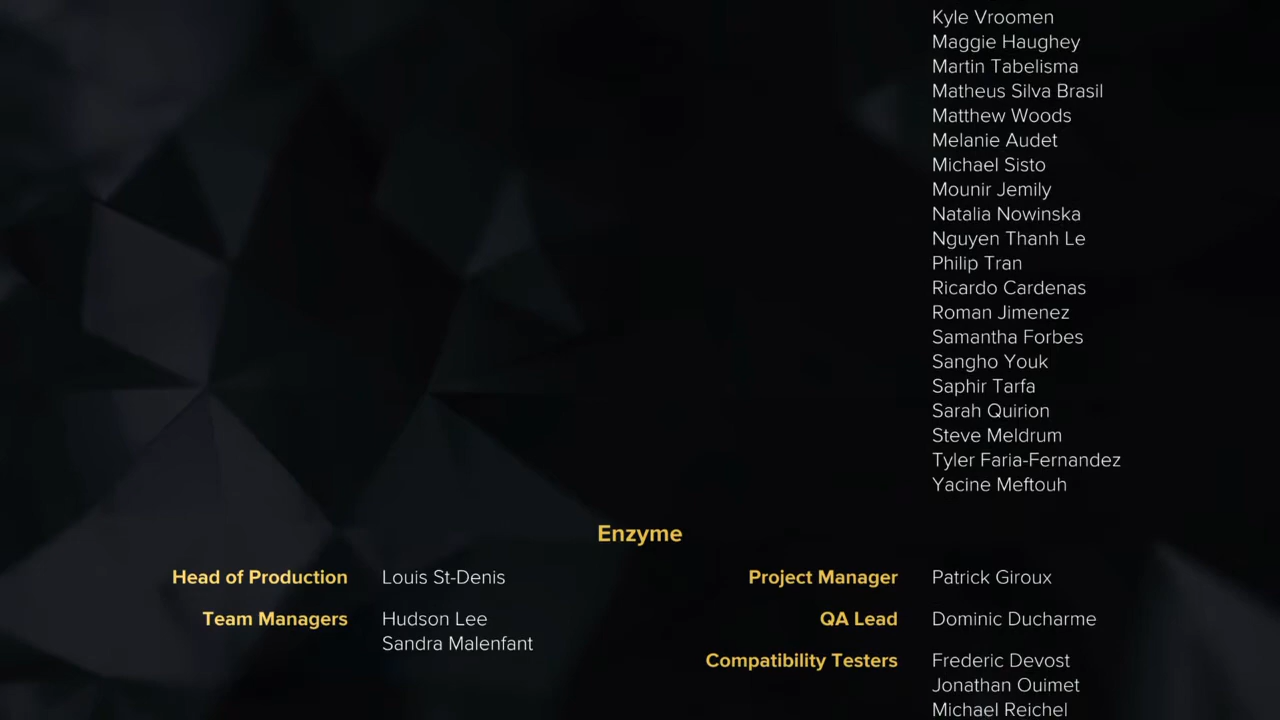 Kyle Vroomen
Maggie Haughey
Martin Tabelisma
Matheus Silva Brasil
Matthew Woods
Melanie Audet
Michael Sisto
Mounir Jemily
Natalia Nowinska
Nguyen Thanh Le
Philip Tran
Ricardo Cardenas
Roman Jimenez
Samantha Forbes
Sangho Youk
Saphir Tarfa
Sarah Quirion
Steve Meldrum
Tyler Faria-Fernandez
Yacine Meftouh
Enzyme
Head of Production Louis St-Denis
Team Managers Hudson Lee
Sandra Malenfant
Project Manager Patrick Giroux
QA Lead Dominic Ducharme
Compatibility Testers Frederic Devost
Jonathan Ouimet
Michael Reichel